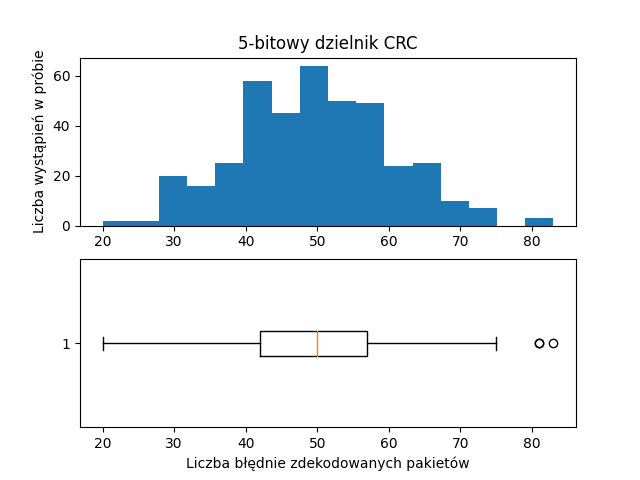 5-bitowy dzielnik CRC
Liczba wystąpień w próbie
60
40
20
0
20 30 40 50 60 70 80
1
20 30 40 50 60 70 80
Liczba błędnie zdekodowanych pakietów